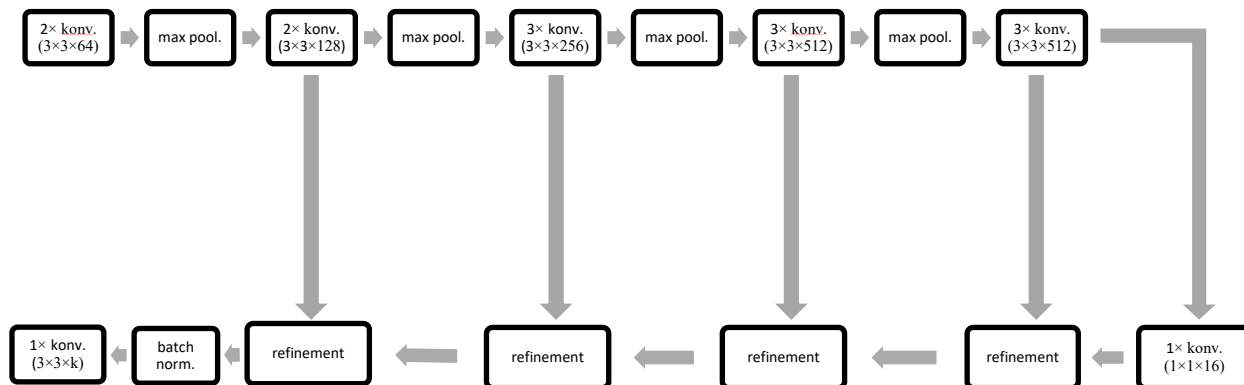 2× konv.
(3×3×64)
max pool.
2× konv.
(3×3×128)
max pool.
3× konv.
(3×3×256)
max pool.
3× konv.
(3×3×512)
max pool.
3× konv.
(3×3×512)
1× konv.
(3×3×k)
batch
norm.
refinement
refinement
refinement
refinement
1× konv.
(1×1×16)